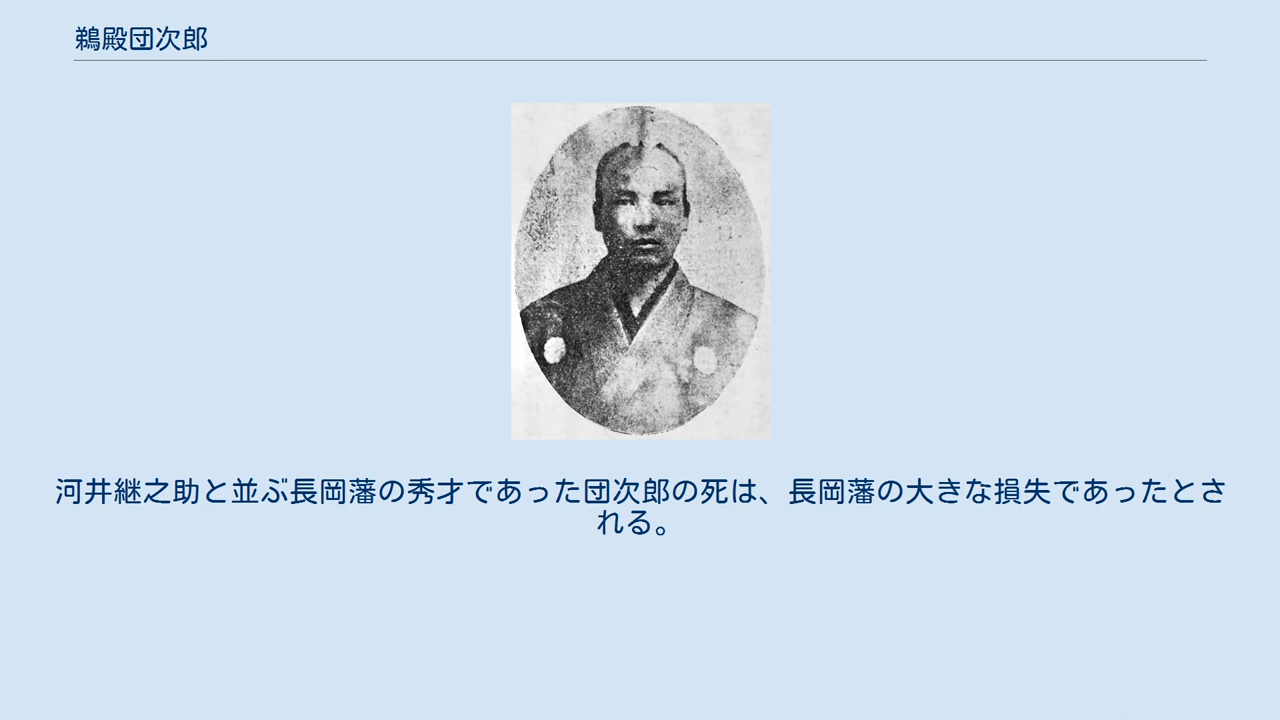 鵜殿団次郎
河井継之助と並ぶ長岡藩の秀才であった団次郎の死は、長岡藩の大きな損失であったとさ
れる。